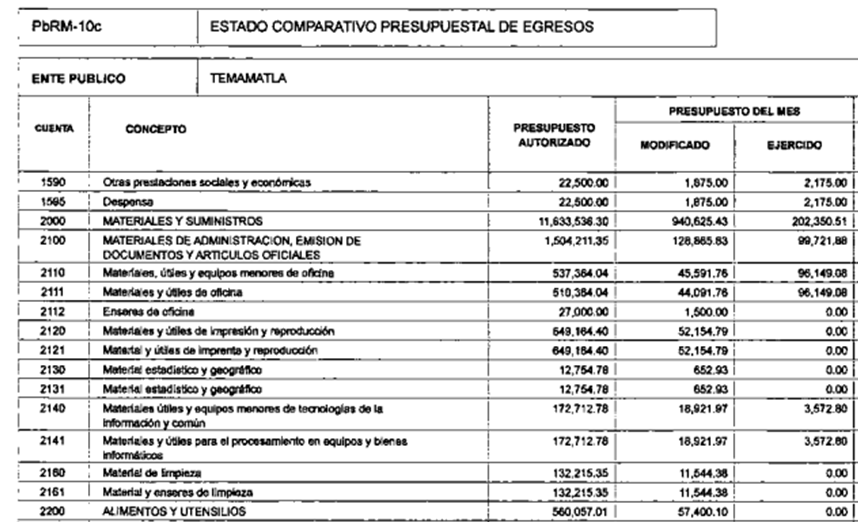 PbRM-10c ESTADO COMPARATIVO PRESUPUESTAL DE EGRESOS
ENTE PUBLICO TEMAMATLA
PRESUPUESTO DEL MES
CUENTA CONCEPTO PRESUPUESTO AUTORIZADO MODIFICADO EJERCIDO
1590 Otras prestaciones sociales y económicas 22,500.00 1,875.00 2,175.00
1595 Despensa 22,500.00 1,875.00 2,175.00
2000 MATERIALES Y SUMINISTROS 11,633,536.30 940,625.43 202,350.51
2100 MATERIALES DE ADMINISTRACION, EMISION DE 1,504,211.35 128,865.83 99,721.88
DOCUMENTOS Y ARTICULOS OFICIALES
2110 Materiales, útiles y equipos menores de oficina 537,364.04 45,591.76 96,149.08
2111 Materiales y útiles de oficina 510,364.04 44,091.76 96,149.08
2112 Enseres de oficina 27,000.00 1,500.00 0.00
2120 Materiales y útiles de impresión y reproducción 649,164.40 52,154.79 0.00
2121 Material y útiles de imprenta y reproducción 649,164.40 52,154.79 0.00
2130 Material estadístico y geográfico 12,754.78 652.93 0.00
2131 Material estadístico y geográfico 12,754.78 652.93 0.00
2140 Materiales útiles y equipos menores de tecnologías de la 172,712.78 18,921.97 3,572.80
información y común
2141 Materiales y útiles para el procesamiento en equipos y bienes 172,712.78 18,921.97 3,572.80
informáticos
2160 Material de limpieza 132,215.35 11,544.38 0.00
2161 Material y enseres de limpieza 132,215.35 11,544.38 0.00
2200 ALIMENTOS Y UTENSILIOS 560,057.01 57,400.10 0.00